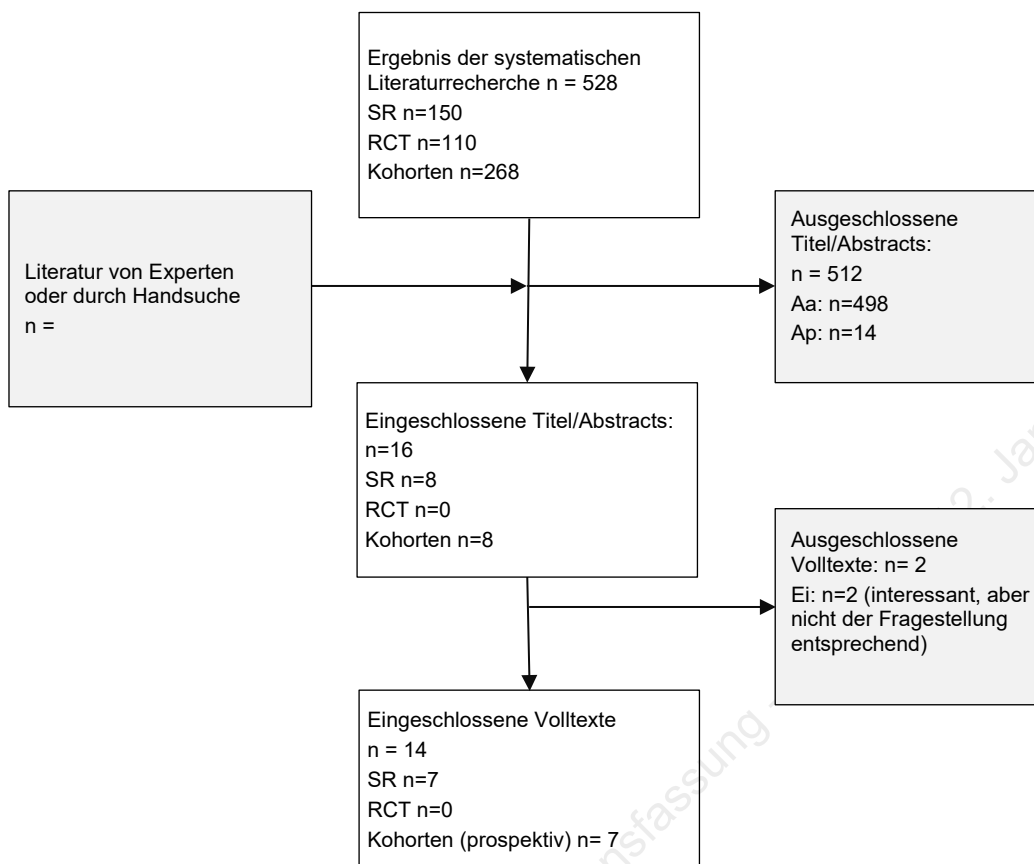 Ergebnis der systematischen
Literaturrecherche n = 528
SR n=150
RCT n=110
Kohorten n=268
Literatur von Experten
oder durch Handsuche
n =
Ausgeschlossene
Titel/Abstracts:
n = 512
Aa: n=498
Ap: n=14
Eingeschlossene Titel/Abstracts:
n=16
SR n=8
RCT n=0
Kohorten n=8
Ausgeschlossene
Volltexte: n= 2
Ei: n=2 (interessant, aber
nicht der Fragestellung
entsprechend)
Eingeschlossene Volltexte
n = 14
SR n=7
RCT n=0
Kohorten (prospektiv) n= 7